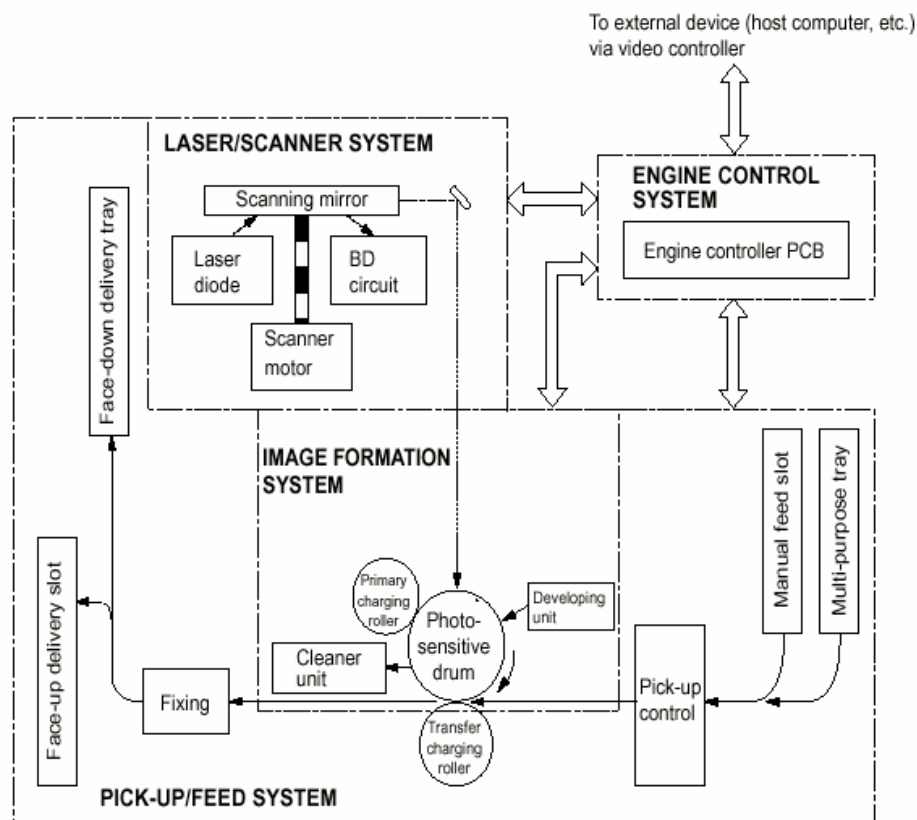 To external device (host computer, etc.)
via video controller
LASER/SCANNER SYSTEM
Scanning mirror
Laser
diode
BD
circuit
Scanner
motor
ENGINE CONTROL
SYSTEM
Engine controller PCB
Face-down delivery tray
Face-up delivery slot
IMAGE FORMATION
SYSTEM
Primary
charging
roller
Photo-
sensitive
drum
Developing
unit
Cleaner
unit
Transfer
charging
roller
Fixing
Pick-up
control
Manual feed slot
Multi-purpose tray
PICK-UP/FEED SYSTEM